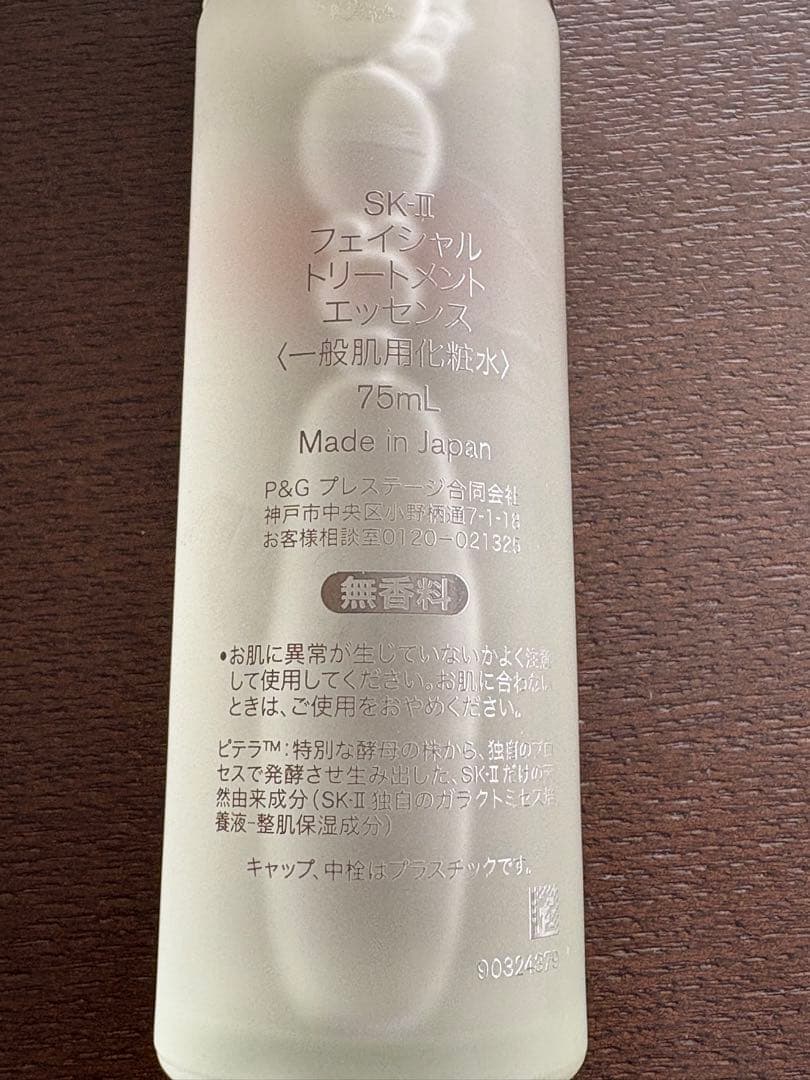 SK-II
フェイシャル
トリートメント
エッセンス
〈一般肌用化粧水〉
75mL
Made in Japan
P&G プレステージ合同会社
神戸市中央区小野柄通7-1-18
お客様相談室0120-021325
無香料
•お肌に異常が生じていないかよく注意
して使用してください。お肌に合わない
ときは、ご使用をおやめください。
ピテラ™:特別な酵母の株から、独自のプロ
セスで発酵させ生み出した、SK-IIだけの天
然由来成分(SK-II独自のガラクトミセス培
養液-整肌保湿成分)
キャップ、中栓はプラスチックです。
90324379